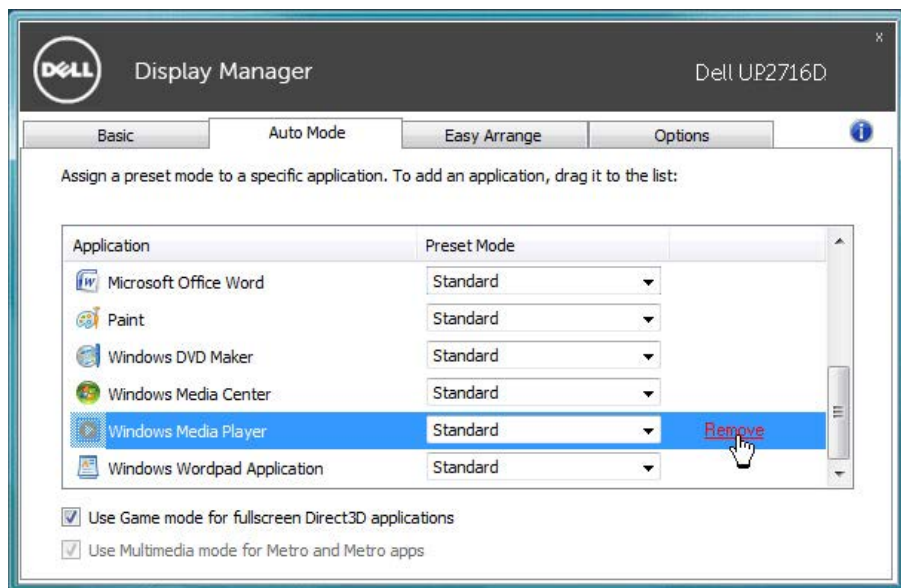 DELL Display Manager Dell UP2716D x
Basic Auto Mode Easy Arrange Options i
Assign a preset mode to a specific application. To add an application, drag it to the list:
Application Preset Mode
Microsoft Office Word Standard
Paint Standard
Windows DVD Maker Standard
Windows Media Center Standard
Windows Media Player Standard Remove
Windows Wordpad Application Standard
Use Game mode for fullscreen Direct3D applications
Use Multimedia mode for Metro and Metro apps